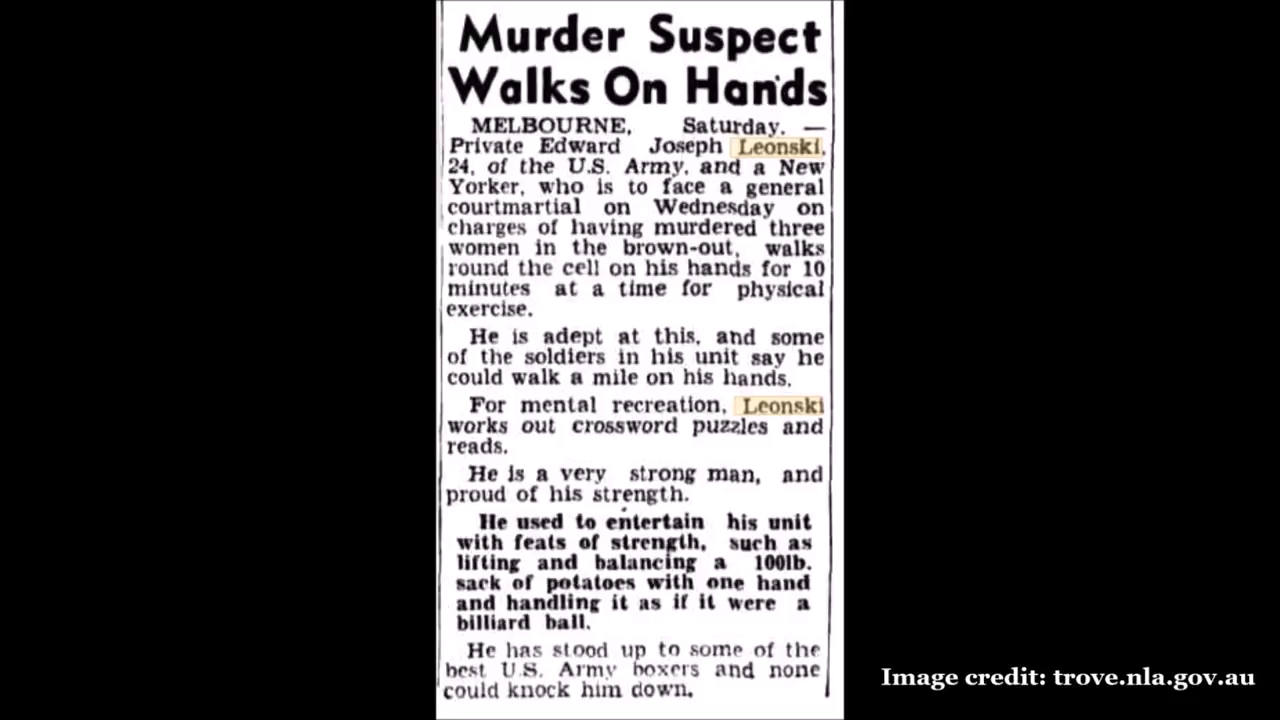 Murder Suspect
Walks On Hands
MELBOURNE, Saturday. —
Private Edward Joseph Leonski,
24, of the U.S. Army, and a New
Yorker, who is to face a general
courtmartial on Wednesday on
charges of having murdered three
women in the brown-out, walks
round the cell on his hands for 10
minutes at a time for physical
exercise.
He is adept at this, and some
of the soldiers in his unit say he
could walk a mile on his hands.
For mental recreation, Leonski
works out crossword puzzles and
reads.
He is a very strong man, and
proud of his strength.
He used to entertain his unit
with feats of strength, such as
lifting and balancing a 100lb.
sack of potatoes with one hand
and handling it as if it were a
billiard ball.
He has stood up to some of the
best U.S. Army boxers and none
could knock him down.
Image credit: trove.nla.gov.au